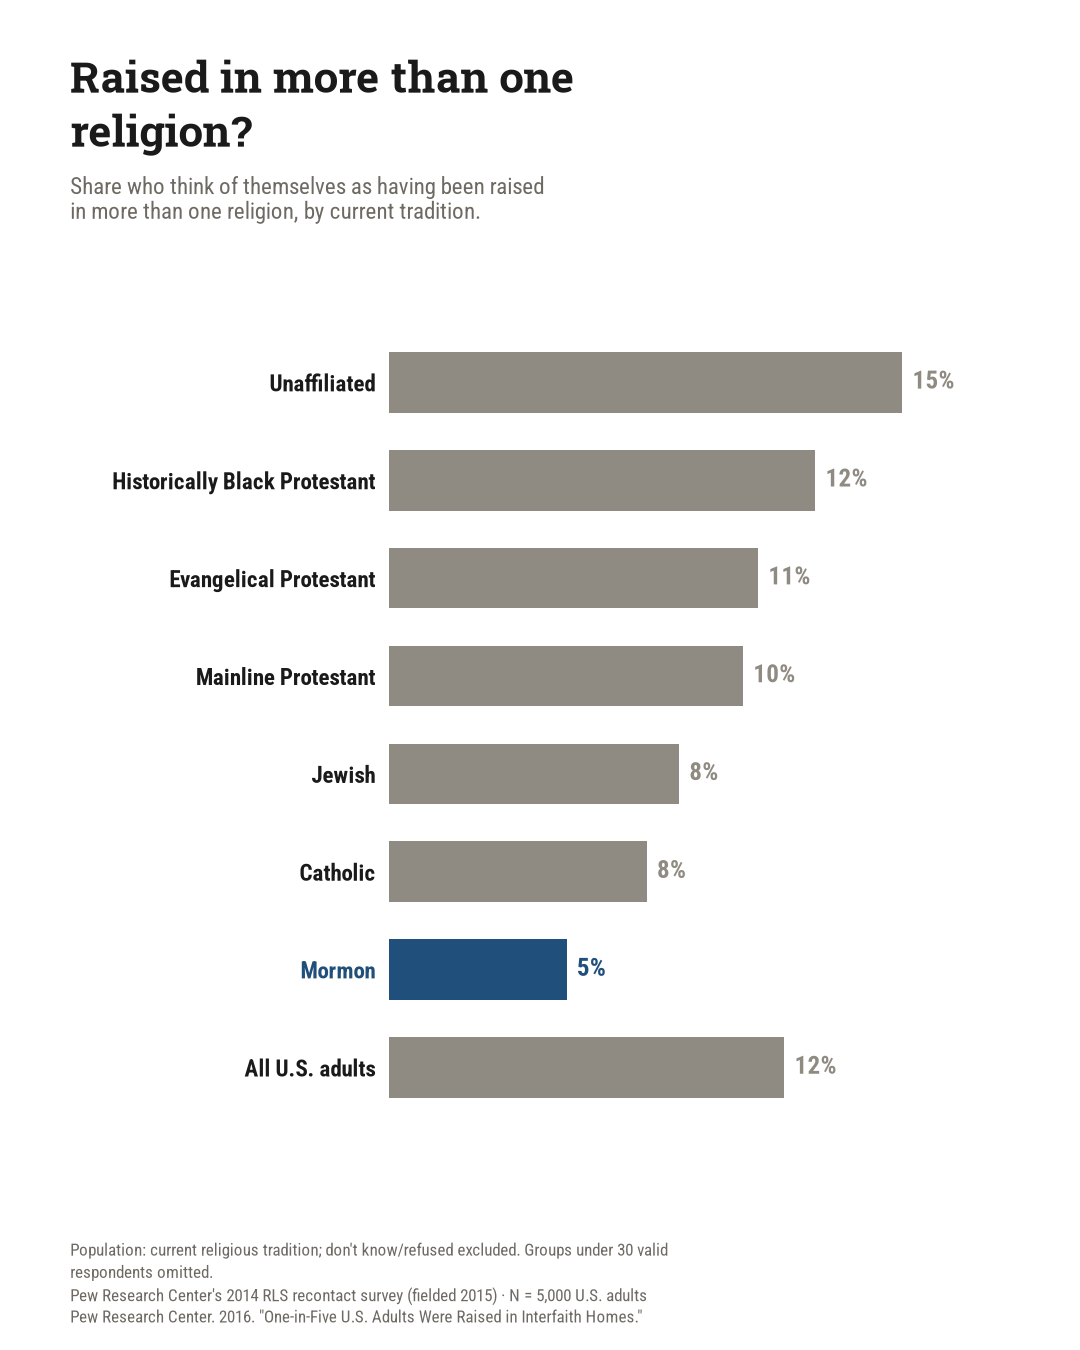 Raised in more than one
religion?
Share who think of themselves as having been raised
in more than one religion, by current tradition.
Unaffiliated 15%
Historically Black Protestant 12%
Evangelical Protestant 11%
Mainline Protestant 10%
Jewish 8%
Catholic 8%
Mormon 5%
All U.S. adults 12%
Population: current religious tradition; don't know/refused excluded. Groups under 30 valid
respondents omitted.
Pew Research Center's 2014 RLS recontact survey (fielded 2015) · N = 5,000 U.S. adults
Pew Research Center. 2016. "One-in-Five U.S. Adults Were Raised in Interfaith Homes."